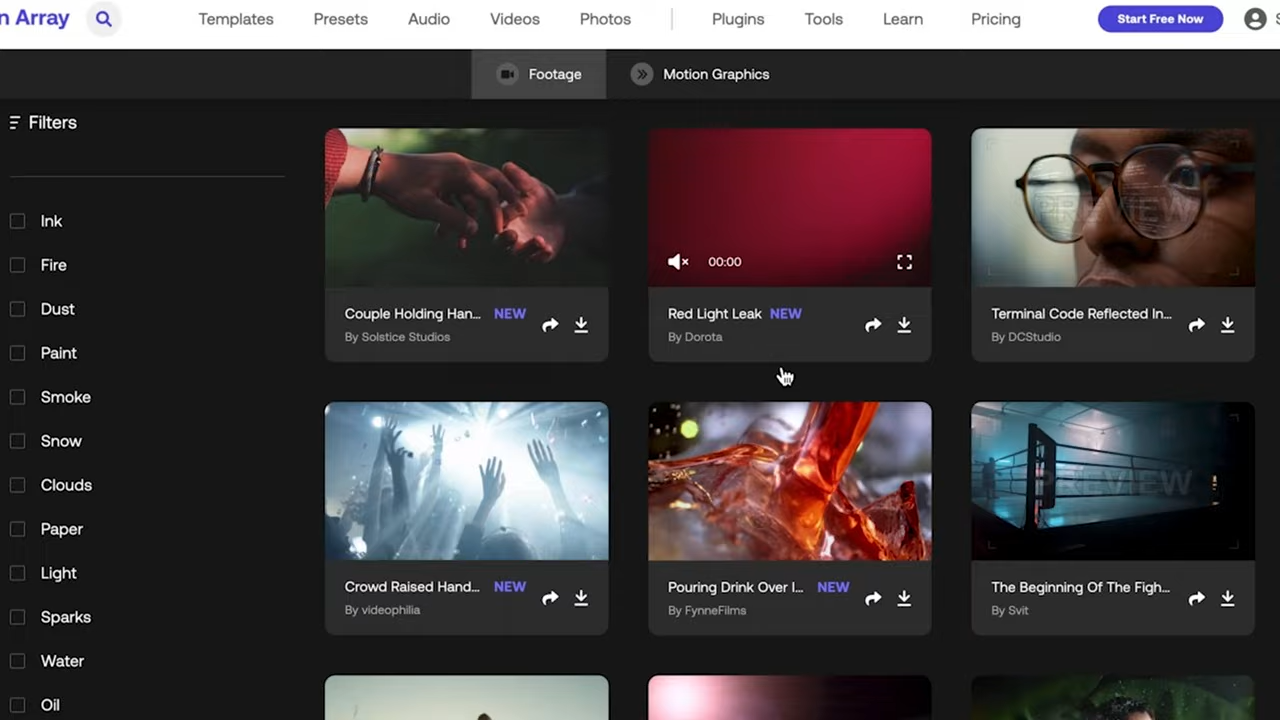 n Array
Templates
Presets
Audio
Videos
Photos
Plugins
Tools
Learn
Pricing
Start Free Now
S
Footage
Motion Graphics
Filters
Ink
Fire
Dust
Paint
Smoke
Snow
Clouds
Paper
Light
Sparks
Water
Oil
Couple Holding Han... NEW
By Solstice Studios
00:00
Red Light Leak NEW
By Dorota
PREVIEW
Terminal Code Reflected In...
By DCStudio
Crowd Raised Hand... NEW
By videophilia
Pouring Drink Over I... NEW
By FynneFilms
PREVIEW
The Beginning Of The Figh...
By Svit